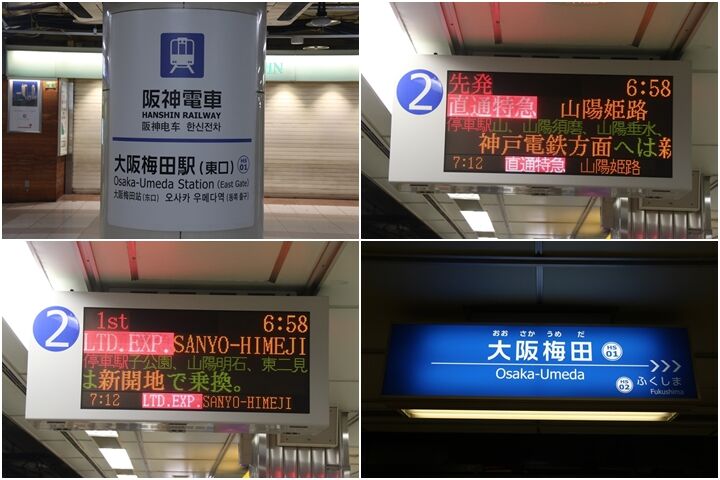 阪神電車
HANSHIN RAILWAY
阪神电车 한신전차
大阪梅田駅(東口) HS 01
Osaka-Umeda Station (East Gate)
大阪梅田站(东口) 오사카 우메다역(동쪽 출구)
2
先発 6:58
直通特急 山陽姫路
停車駅 山、山陽須磨、山陽垂水、
神戸電鉄方面へは新
7:12 直通特急 山陽姫路
2
1st 6:58
LTD.EXP. SANYO-HIMEJI
停車駅 子公園、山陽明石、東二見
は新開地で乗換。
7:12 LTD.EXP. SANYO-HIMEJI
おおさかうめだ
大阪梅田 HS 01
Osaka-Umeda
HS 02 ふくしま
Fukushima